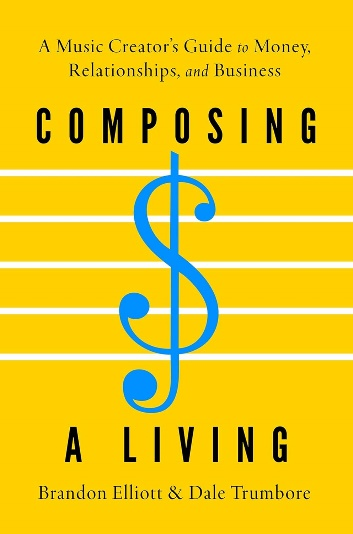 A Music Creator's Guide to Money,
Relationships, and Business
COMPOSING
A LIVING
Brandon Elliott & Dale Trumbore